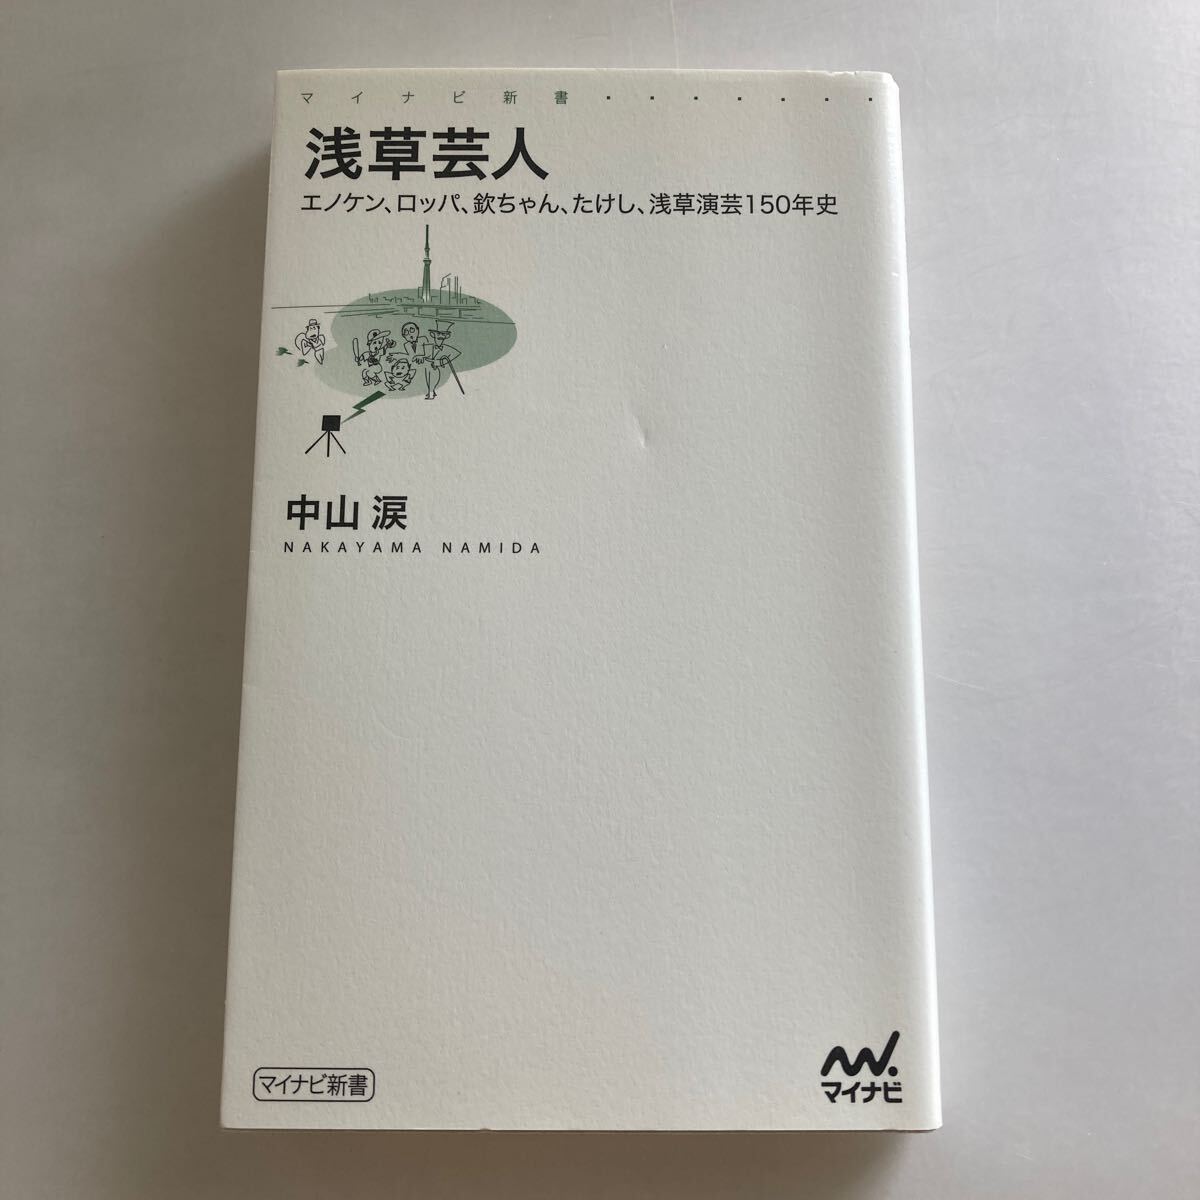 マイナビ新書
浅草芸人
エノケン、ロッパ、欽ちゃん、たけし、浅草演芸150年史
中山 涙
NAKAYAMA NAMIDA
マイナビ新書
マイナビ